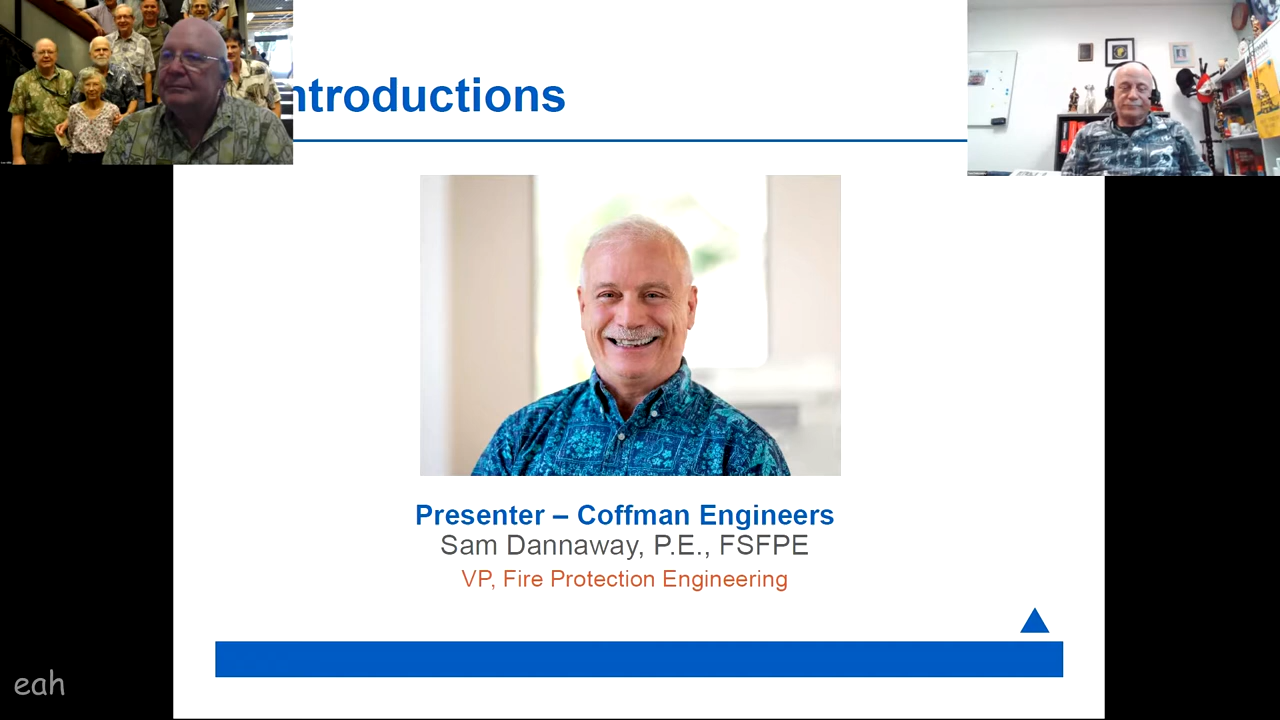 ntroductions
Presenter – Coffman Engineers
Sam Dannaway, P.E., FSFPE
VP, Fire Protection Engineering
eah